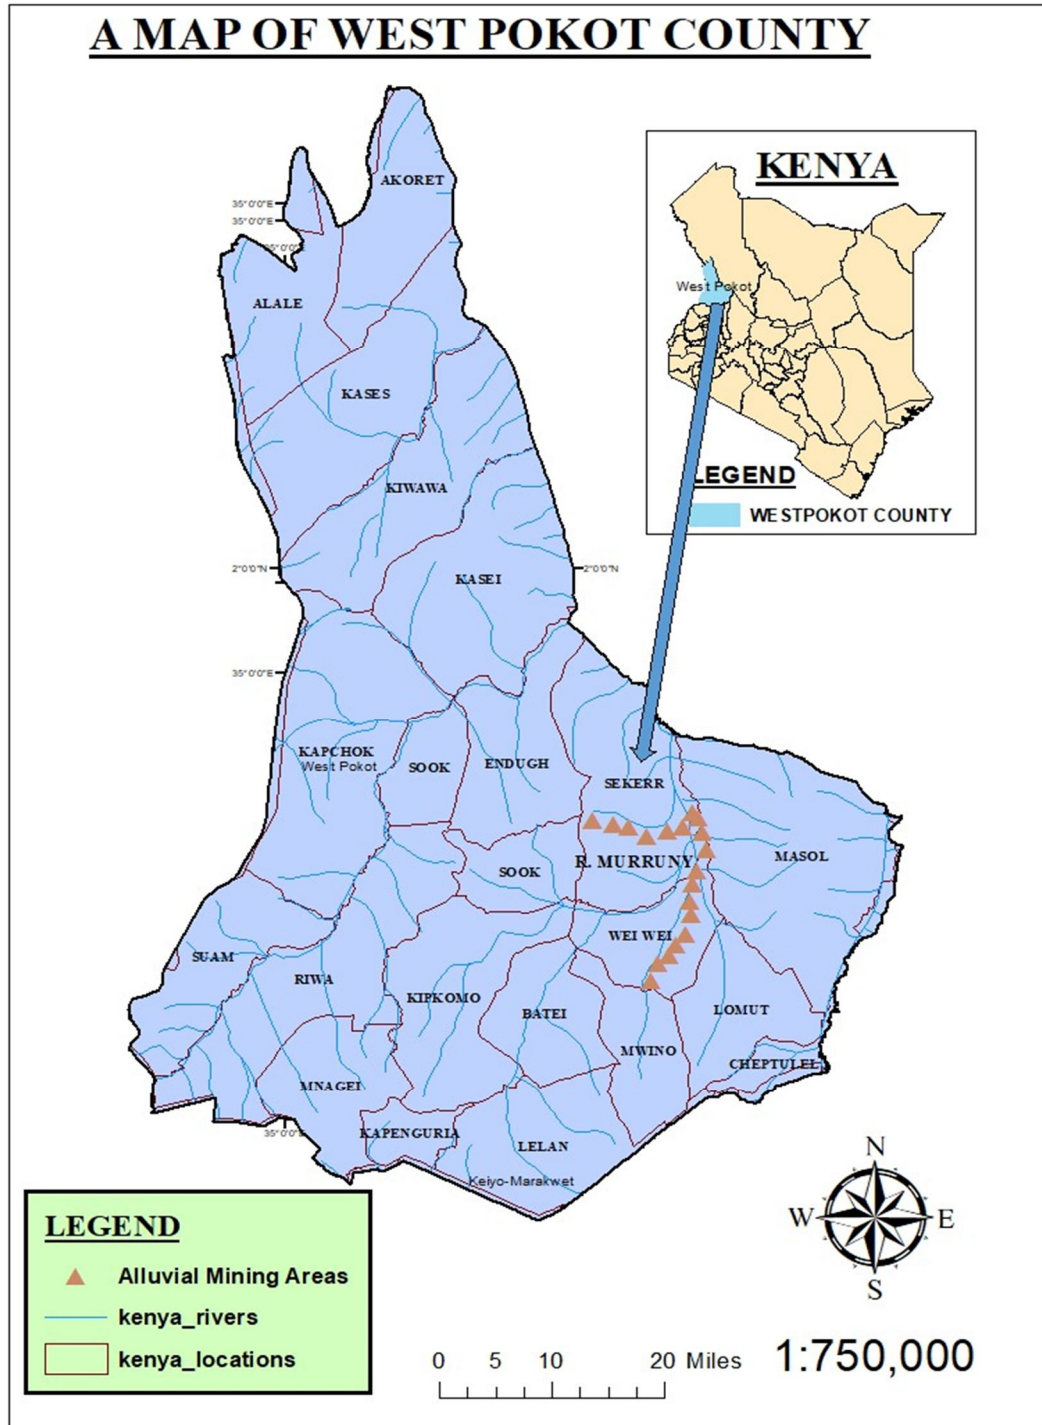 A MAP OF WEST POKOT COUNTY
KENYA
West Pokot
LEGEND
WESTPOKOT COUNTY
AKORET
35°0'0"E
35°0'0"E
35°0'0"E
ALALE
KASES
KIWAWA
2°0'0"N
KASEI
2°0'0"N
35°0'0"E
KAPCHOK
West Pokot
SOOK
ENDUGH
SEKERR
SOOK
R. MURRUNY
MASOL
WEI WEI
SUAM
RIWA
KIPKOMO
BATEI
LOMUT
MWINO
CHEPTULEL
MNAGEI
KAPENGURIA
LELAN
35°0'0"E
Keiyo-Marakwet
N
W
E
S
LEGEND
Alluvial Mining Areas
kenya_rivers
kenya_locations
0 5 10 20 Miles
1:750,000